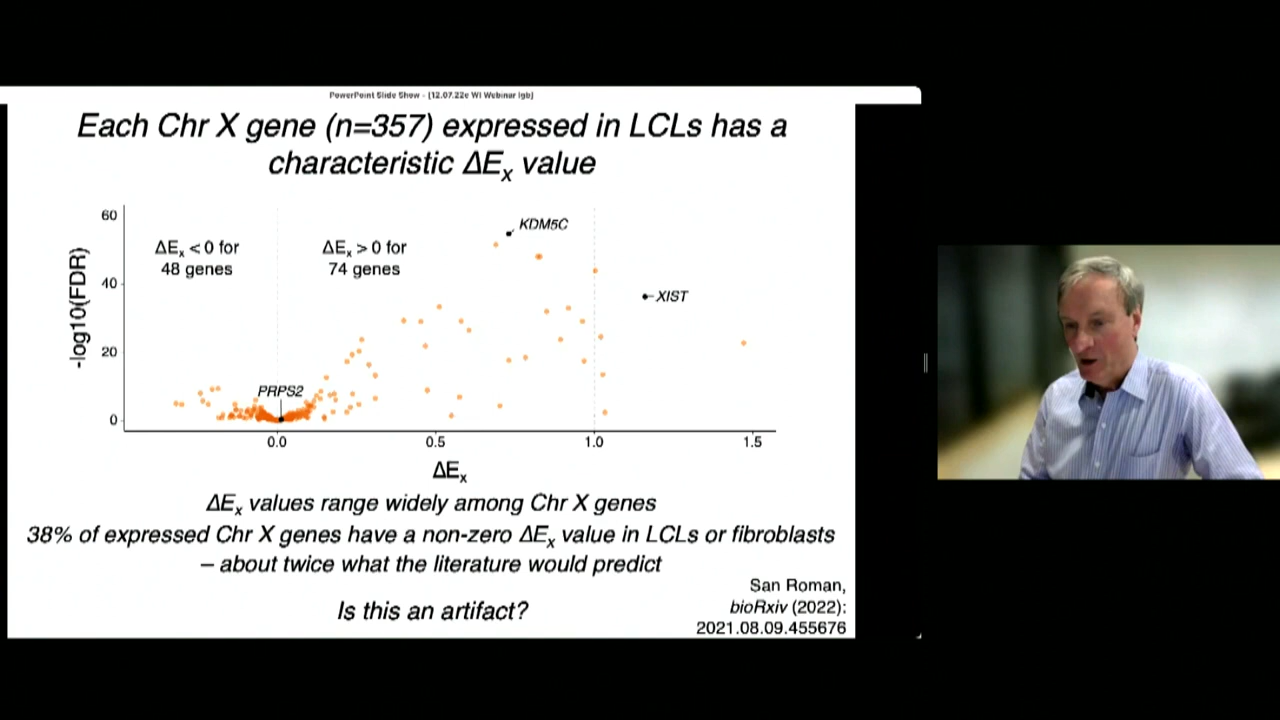 PowerPoint Slide Show - [12.07.22e WI Webinar lgb]
Each Chr X gene (n=357) expressed in LCLs has a
characteristic ΔEx value
60
40
20
0
-log10(FDR)
ΔEx < 0 for
48 genes
ΔEx > 0 for
74 genes
KDM5C
XIST
PRPS2
0.0
0.5
1.0
1.5
ΔEx
ΔEx values range widely among Chr X genes
38% of expressed Chr X genes have a non-zero ΔEx value in LCLs or fibroblasts
– about twice what the literature would predict
Is this an artifact?
San Roman,
bioRxiv (2022):
2021.08.09.455676